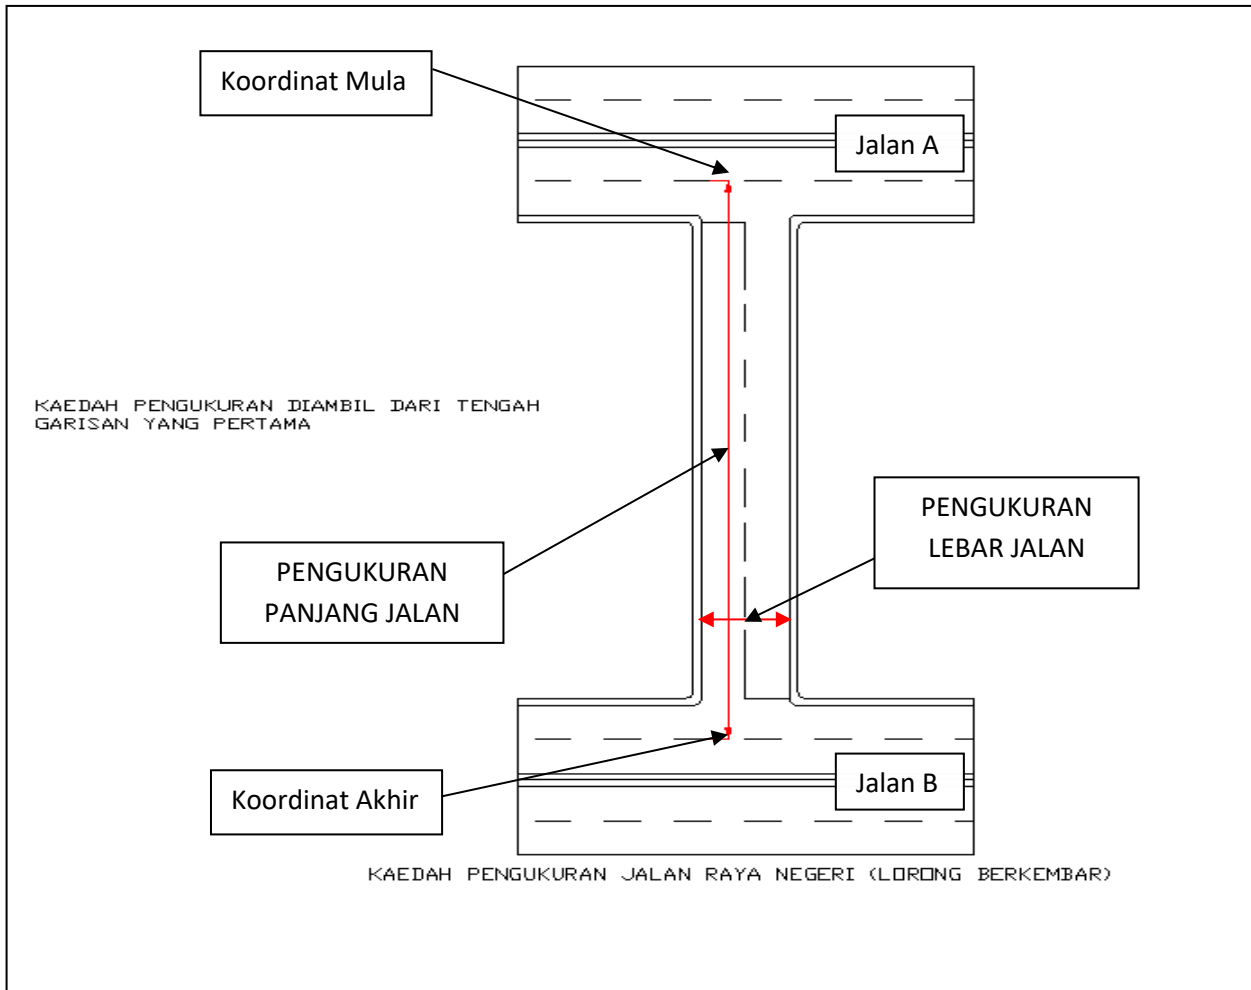 Koordinat Mula
Jalan A
KAEDAH PENGUKURAN DIAMBIL DARI TENGAH
GARISAN YANG PERTAMA
PENGUKURAN
LEBAR JALAN
PENGUKURAN
PANJANG JALAN
Koordinat Akhir
Jalan B
KAEDAH PENGUKURAN JALAN RAYA NEGERI (LORONG BERKEMBAR)